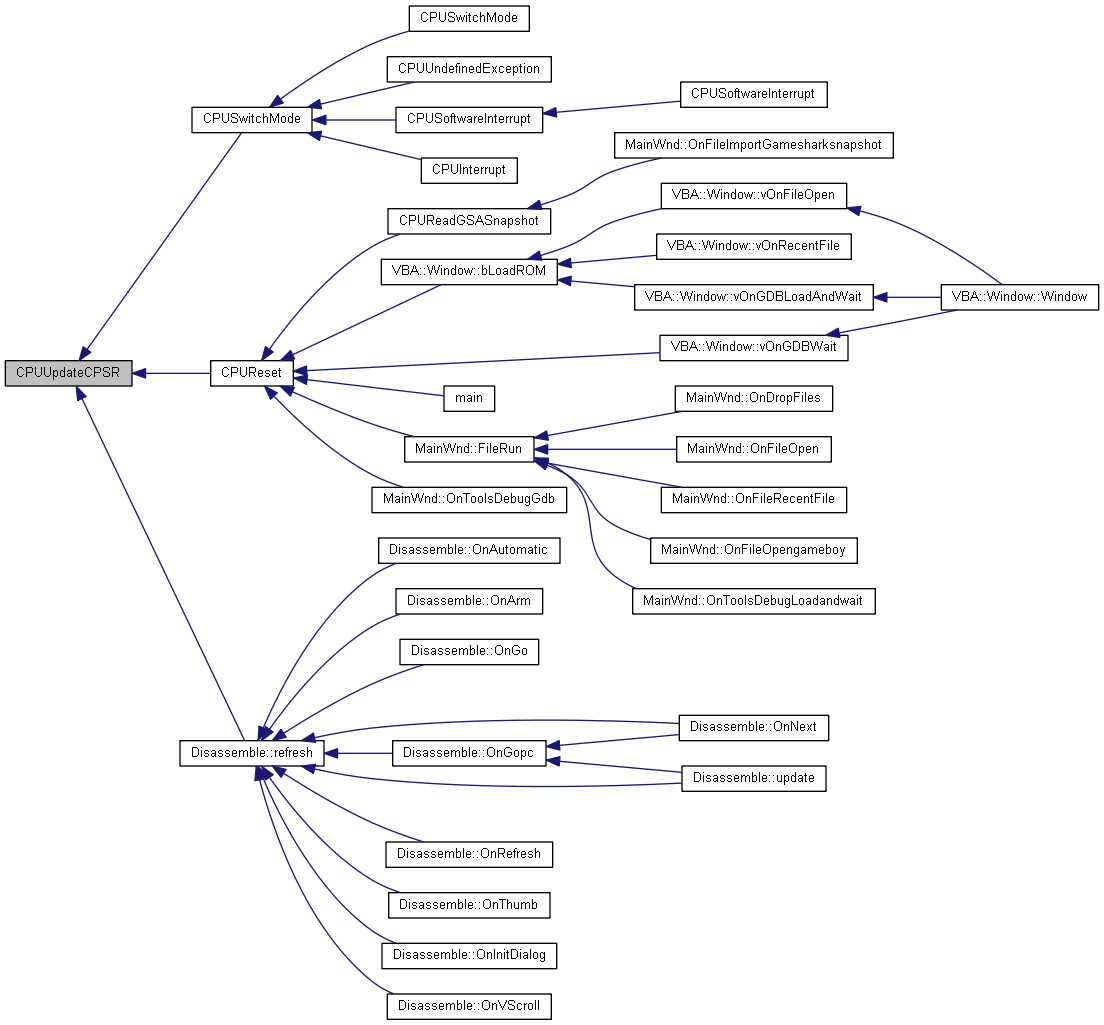 CPUSwitchMode
CPUUndefinedException
CPUSoftwareInterrupt
CPUSwitchMode
CPUSoftwareInterrupt
MainWnd::OnFileImportGamesharksnapshot
CPUInterrupt
VBA::Window::vOnFileOpen
CPUReadGSASnapshot
VBA::Window::vOnRecentFile
VBA::Window::bLoadROM
VBA::Window::vOnGDBLoadAndWait
VBA::Window::Window
VBA::Window::vOnGDBWait
CPUUpdateCPSR
CPUReset
main
MainWnd::OnDropFiles
MainWnd::FileRun
MainWnd::OnFileOpen
MainWnd::OnToolsDebugGdb
MainWnd::OnFileRecentFile
Disassemble::OnAutomatic
MainWnd::OnFileOpengameboy
Disassemble::OnArm
MainWnd::OnToolsDebugLoadandwait
Disassemble::OnGo
Disassemble::OnNext
Disassemble::refresh
Disassemble::OnGopc
Disassemble::update
Disassemble::OnRefresh
Disassemble::OnThumb
Disassemble::OnInitDialog
Disassemble::OnVScroll